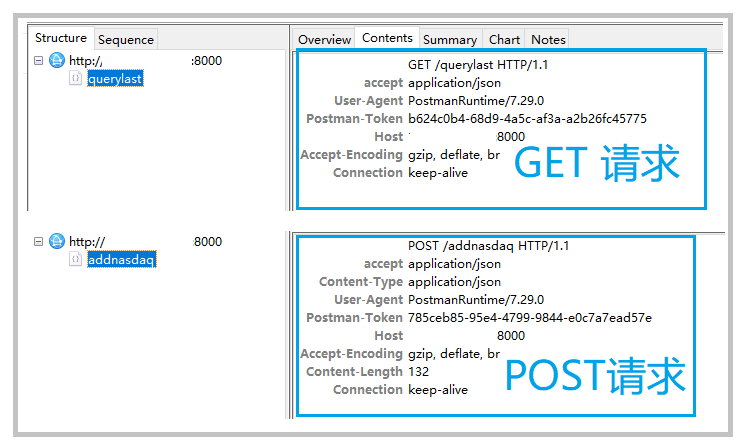 Structure Sequence Overview Contents Summary Chart Notes
http:/ :8000
querylast
GET /querylast HTTP/1.1
accept application/json
User-Agent PostmanRuntime/7.29.0
Postman-Token b624c0b4-68d9-4a5c-af3a-a2b26fc45775
Host 8000
Accept-Encoding gzip, deflate, br
Connection keep-alive
GET 请求
http:// 8000
addnasdaq
POST /addnasdaq HTTP/1.1
accept application/json
Content-Type application/json
User-Agent PostmanRuntime/7.29.0
Postman-Token 785ceb85-95e4-4799-9844-e0c7a7ead57e
Host 8000
Accept-Encoding gzip, deflate, br
Content-Length 132
Connection keep-alive
POST请求